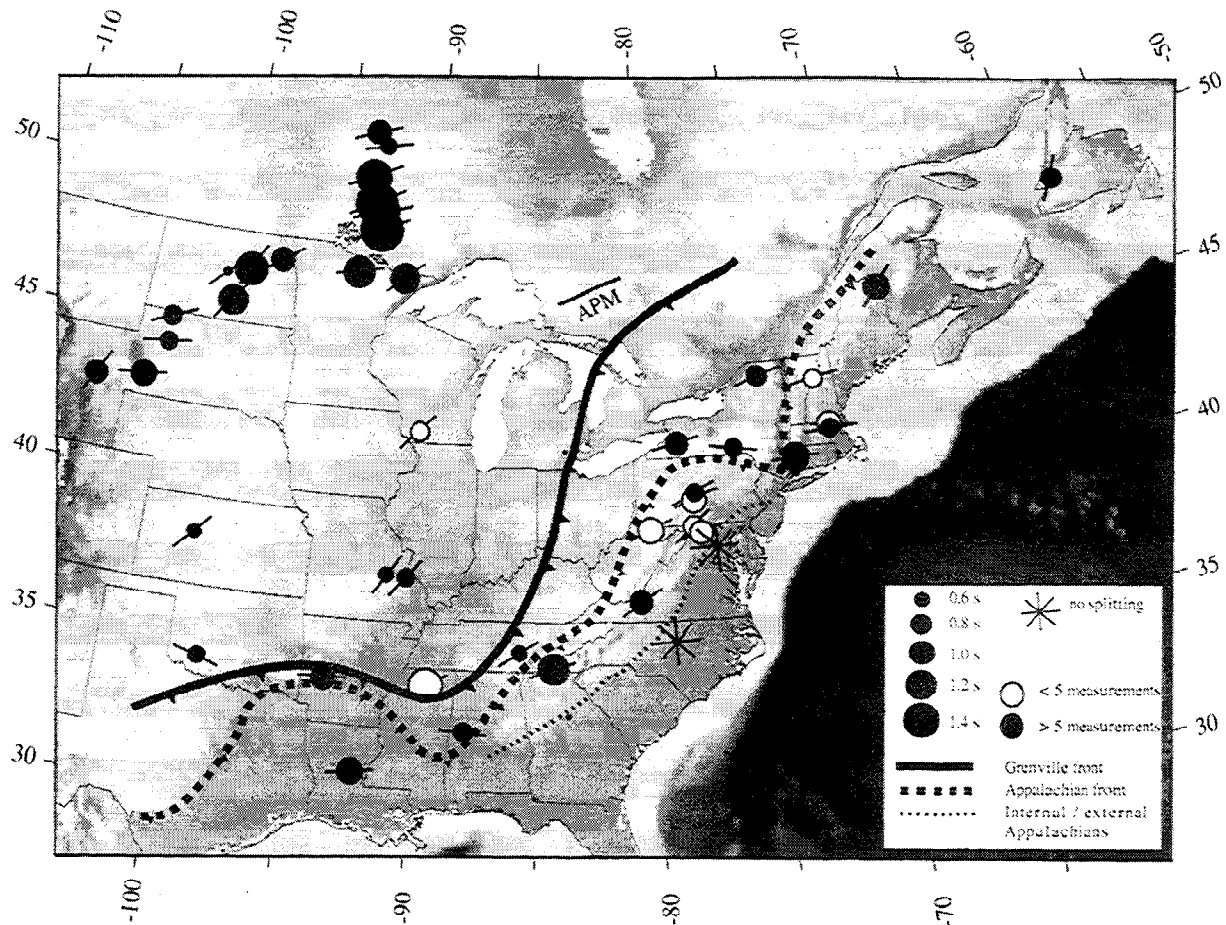 -110
-100
-90
-80
-70
-60
-50
50
50
45
45
40
40
35
35
30
30
APM
0.6 s
0.8 s
1.0 s
1.2 s
1.4 s
no splitting
< 5 measurements
> 5 measurements
Grenville front
Appalachian front
Internal / external
Appalachians
-100
-90
-80
-70